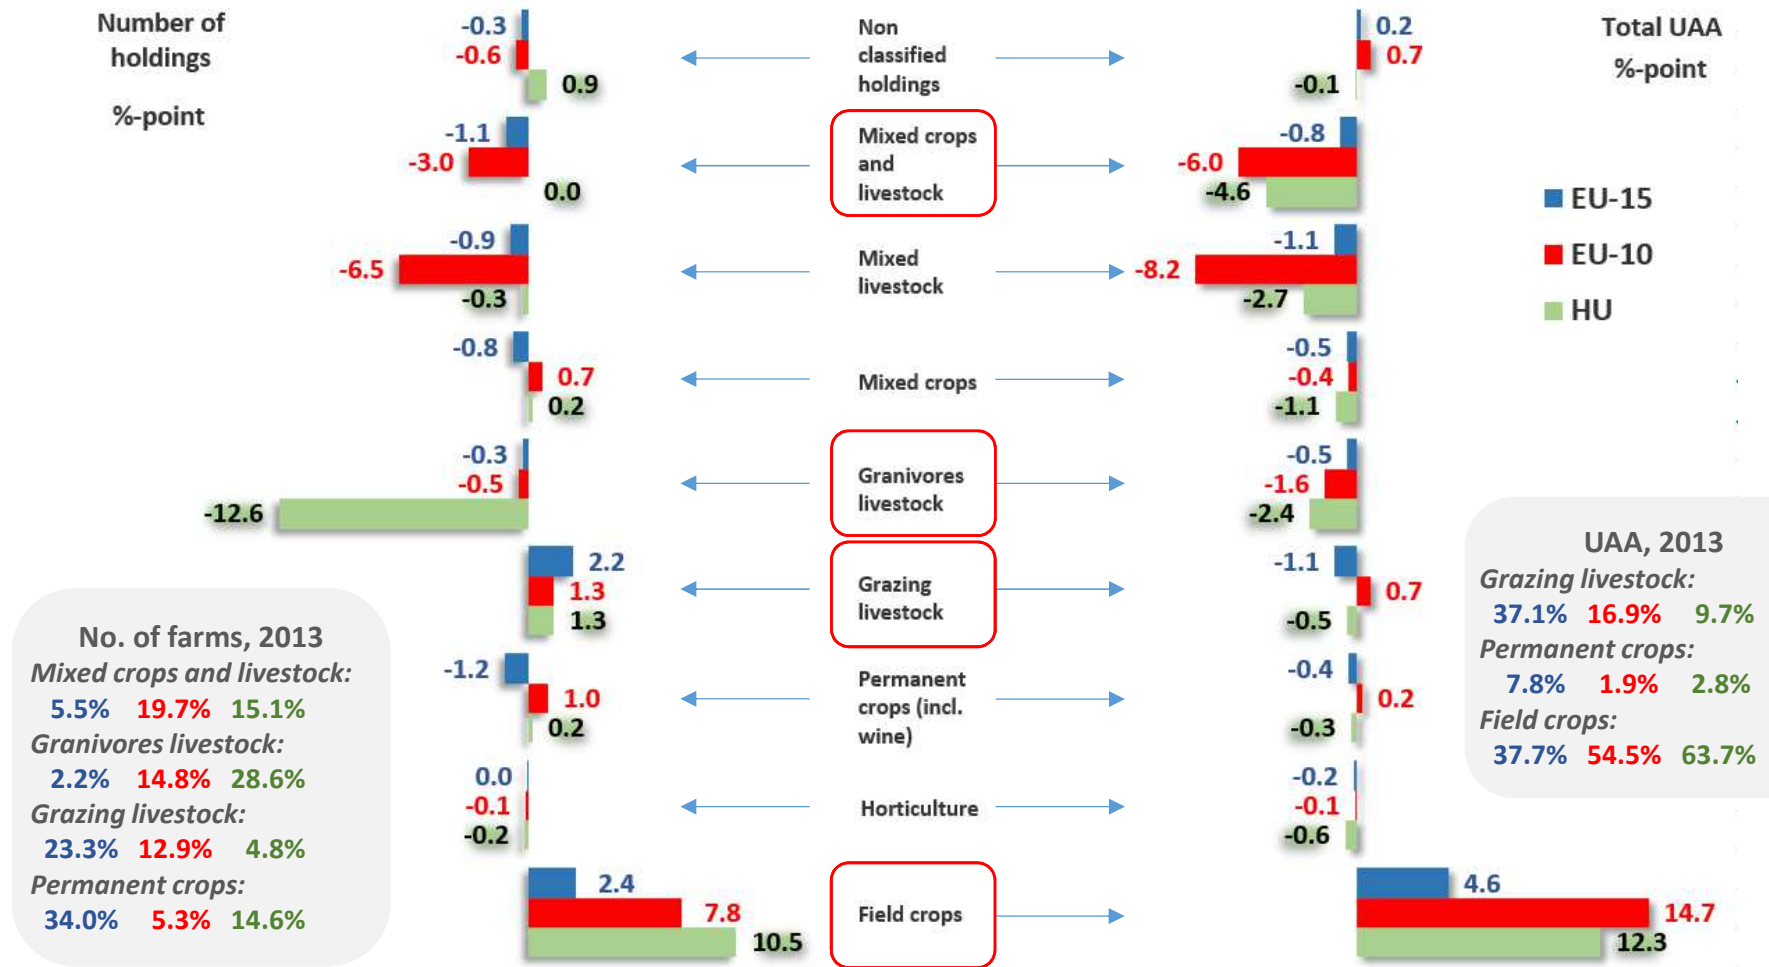 Number of
holdings
%-point
Non
classified
holdings
Total UAA
%-point
-0.3
-0.6
0.9
0.2
0.7
-0.1
Mixed crops
and
livestock
-1.1
-3.0
0.0
-0.8
-6.0
-4.6
EU-15
EU-10
HU
Mixed
livestock
-0.9
-6.5
-0.3
-1.1
-8.2
-2.7
Mixed crops
-0.8
0.7
0.2
-0.5
-0.4
-1.1
Granivores
livestock
-0.3
-0.5
-12.6
-0.5
-1.6
-2.4
Grazing
livestock
2.2
1.3
1.3
-1.1
0.7
-0.5
Permanent
crops (incl.
wine)
-1.2
1.0
0.2
-0.4
0.2
-0.3
Horticulture
0.0
-0.1
-0.2
-0.2
-0.1
-0.6
Field crops
2.4
7.8
10.5
4.6
14.7
12.3
No. of farms, 2013
Mixed crops and livestock:
5.5% 19.7% 15.1%
Granivores livestock:
2.2% 14.8% 28.6%
Grazing livestock:
23.3% 12.9% 4.8%
Permanent crops:
34.0% 5.3% 14.6%
UAA, 2013
Grazing livestock:
37.1% 16.9% 9.7%
Permanent crops:
7.8% 1.9% 2.8%
Field crops:
37.7% 54.5% 63.7%